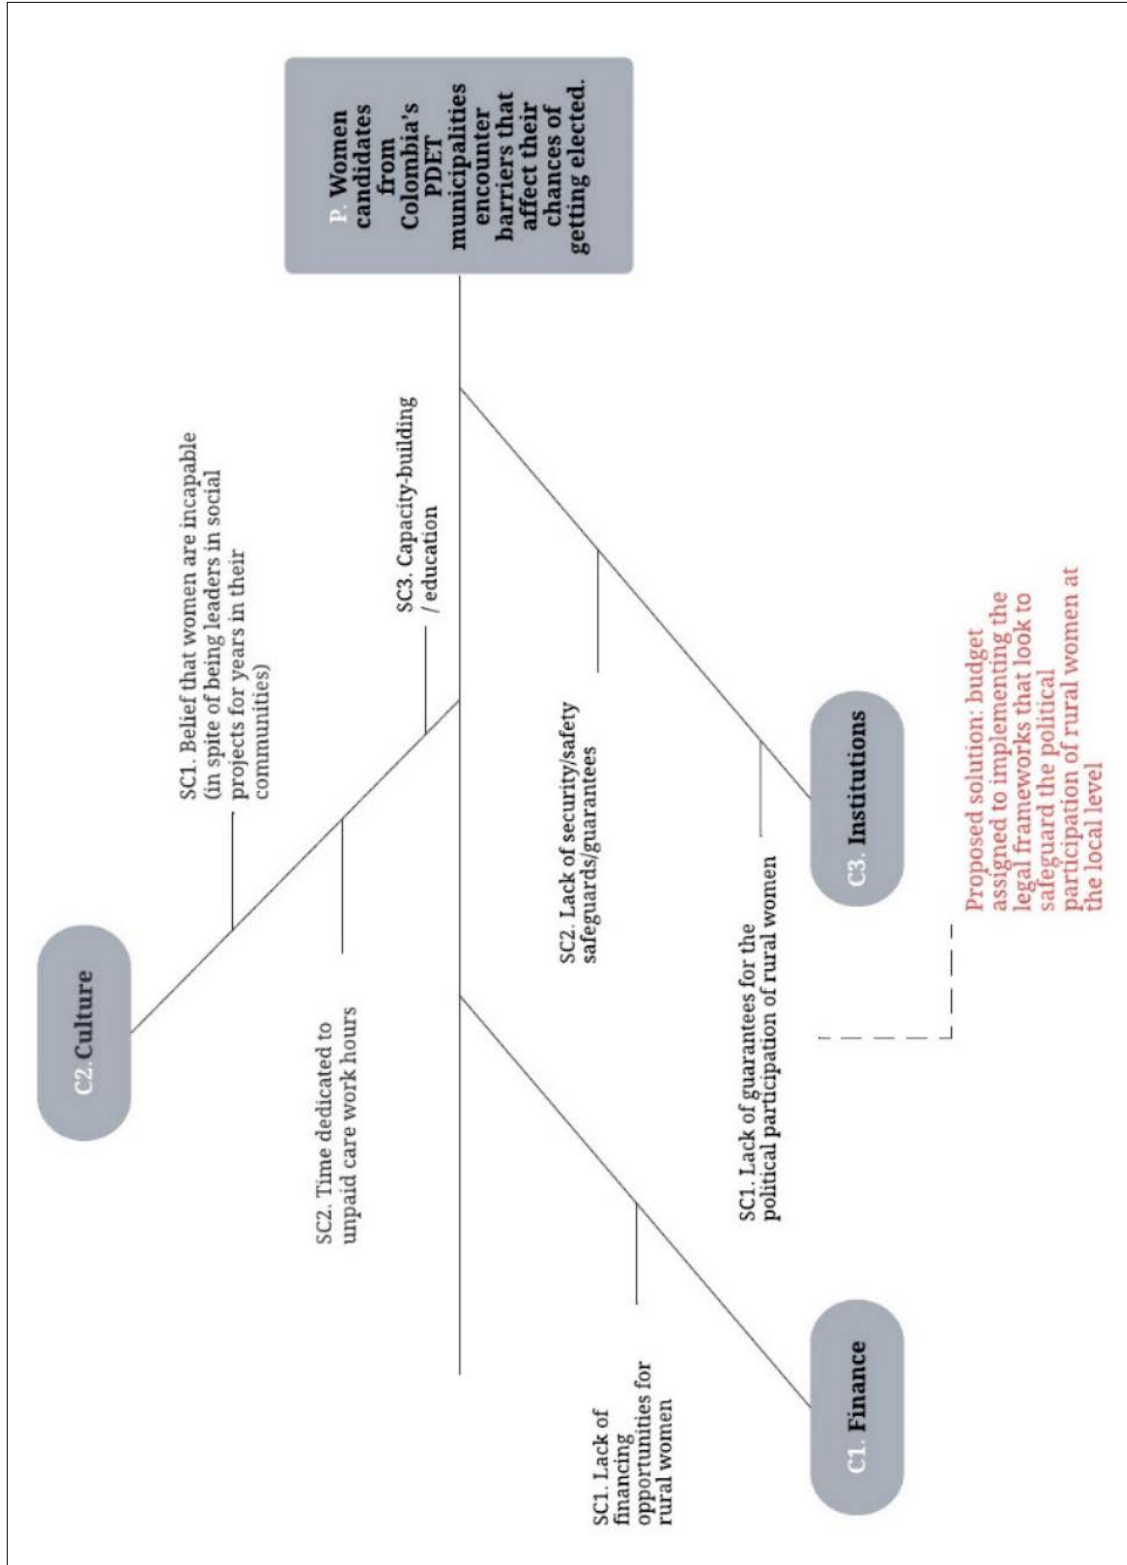 C2. Culture
SC1. Belief that women are incapable
(in spite of being leaders in social
projects for years in their
communities)
SC2. Time dedicated to
unpaid care work hours
SC3. Capacity-building
/ education
P. Women
candidates
from
Colombia's
PDET
municipalities
encounter
barriers that
affect their
chances of
getting elected.
SC1. Lack of
financing
opportunities for
rural women
SC2. Lack of security/safety
safeguards/guarantees
SC1. Lack of guarantees for the
political participation of rural women
C1. Finance
C3. Institutions
Proposed solution: budget
assigned to implementing the
legal frameworks that look to
safeguard the political
participation of rural women at
the local level